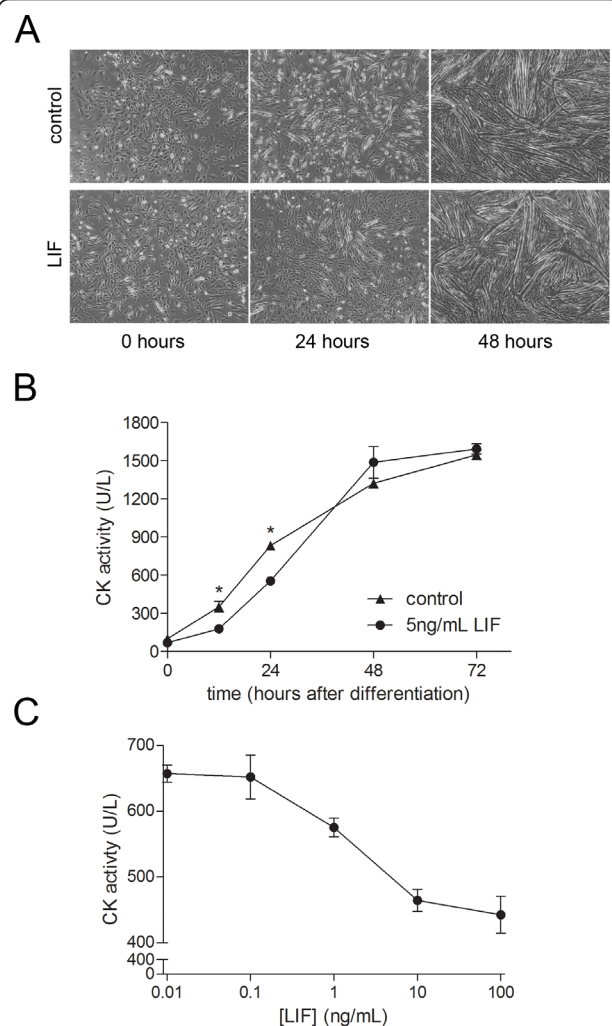 A
control
LIF
0 hours
24 hours
48 hours
B
CK activity (U/L)
1800
1500
1200
900
600
300
0
*
*
control
5ng/mL LIF
0
24
48
72
time (hours after differentiation)
C
CK activty (U/L)
700
600
500
400
400
0
0.01
0.1
1
10
100
[LIF] (ng/mL)